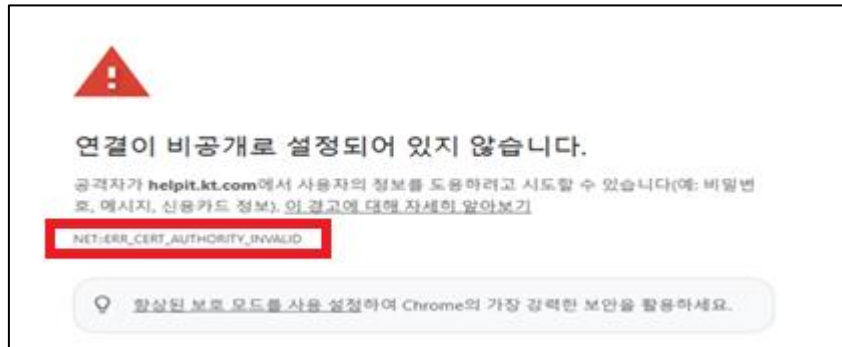 연결이 비공개로 설정되어 있지 않습니다.
공격자가 helpit.kt.com에서 사용자의 정보를 도용하려고 시도할 수 있습니다(예: 비밀번
호, 메시지, 신용카드 정보). 이 경고에 대해 자세히 알아보기
NET::ERR_CERT_AUTHORITY_INVALID
향상된 보호 모드를 사용 설정하여 Chrome의 가장 강력한 보안을 활용하세요.